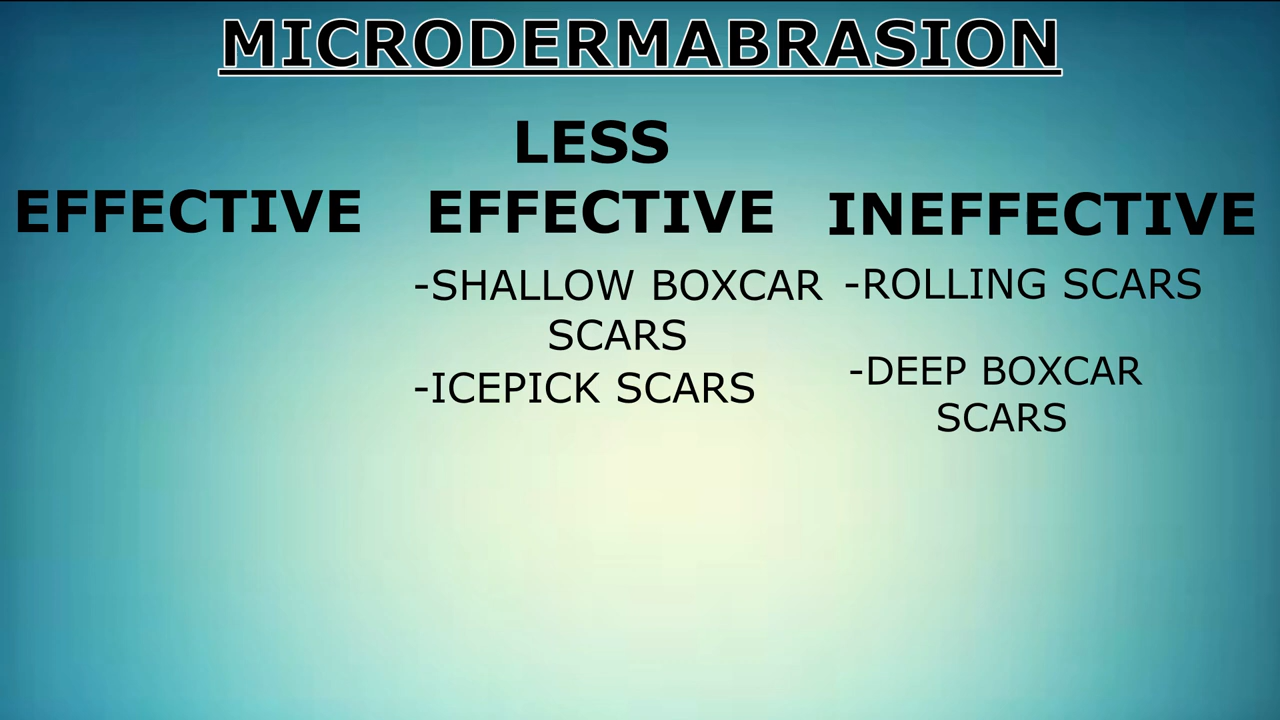 MICRODERMABRASION
EFFECTIVE
LESS
EFFECTIVE
-SHALLOW BOXCAR
SCARS
-ICEPICK SCARS
INEFFECTIVE
-ROLLING SCARS
-DEEP BOXCAR
SCARS